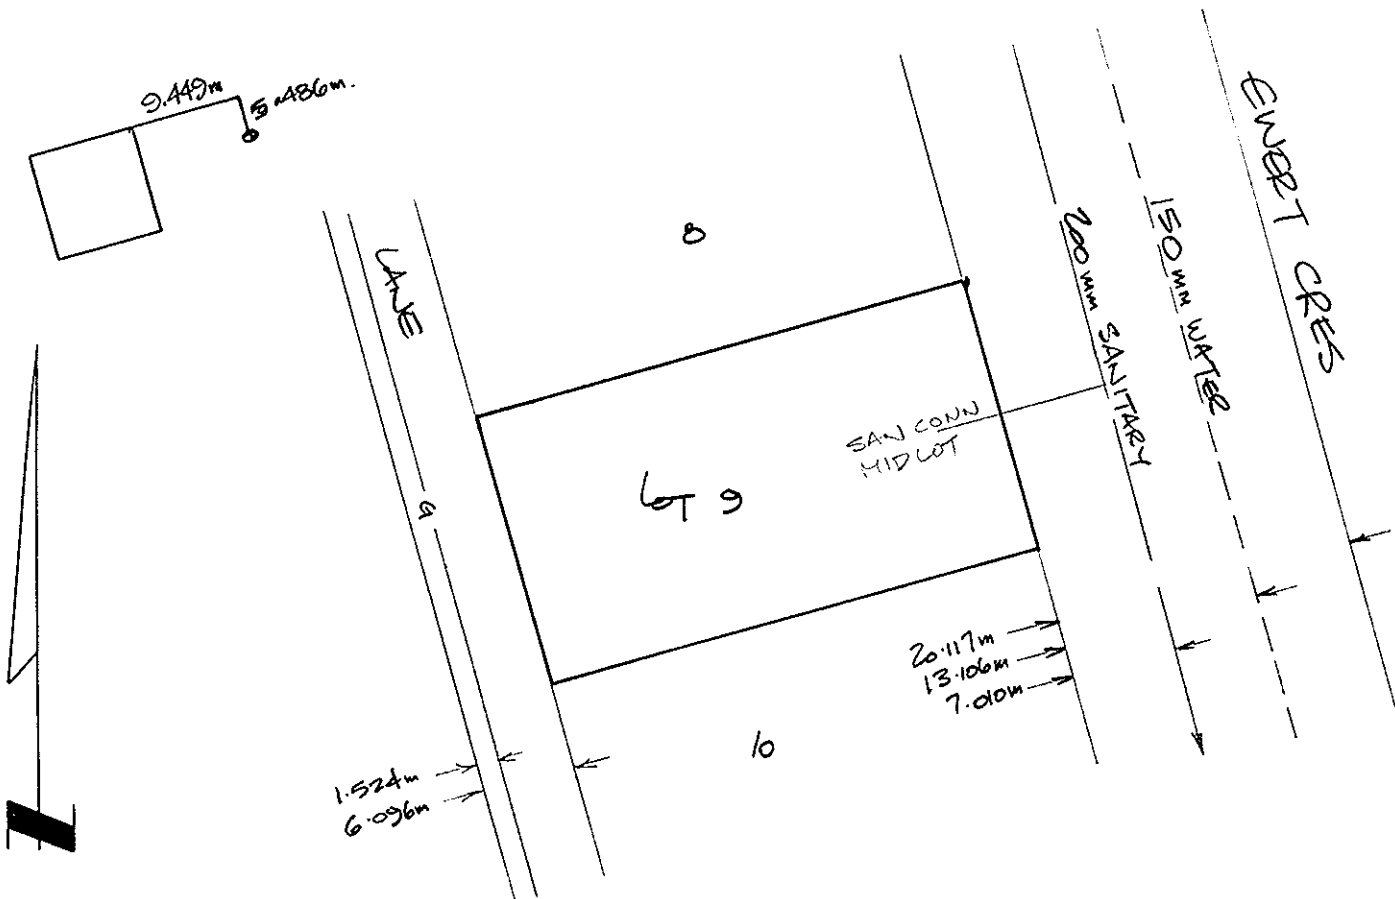 9.449m
5.486m.
8
LANE
EWERT CRES
200mm SANITARY
150mm WATER
SAN CONN
MIDLOT
LOT 9
G
20.117m
13.106m
7.010m
10
1.524m
6.096m